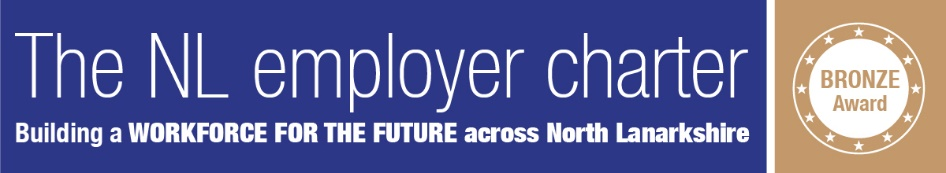 The NL employer charter
Building a WORKFORCE FOR THE FUTURE across North Lanarkshire
BRONZE
Award